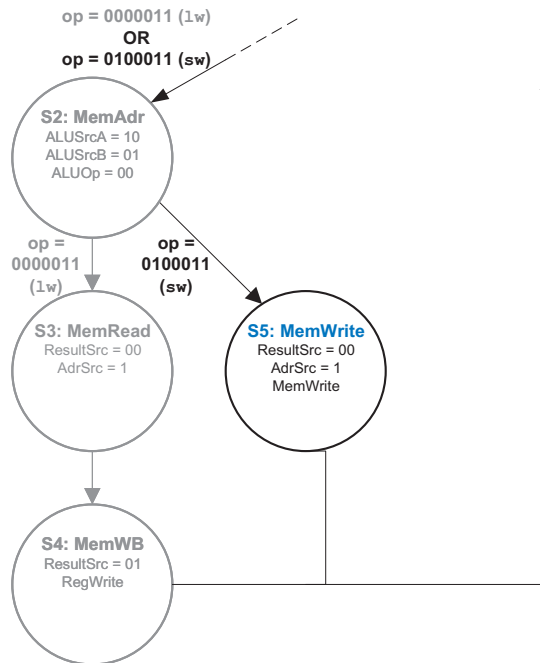 op = 0000011 (lw)
OR
op = 0100011 (sw)
S2: MemAdr
ALUSrcA = 10
ALUSrcB = 01
ALUOp = 00
op =
0000011
(lw)
op =
0100011
(sw)
S3: MemRead
ResultSrc = 00
AdrSrc = 1
S5: MemWrite
ResultSrc = 00
AdrSrc = 1
MemWrite
S4: MemWB
ResultSrc = 01
RegWrite